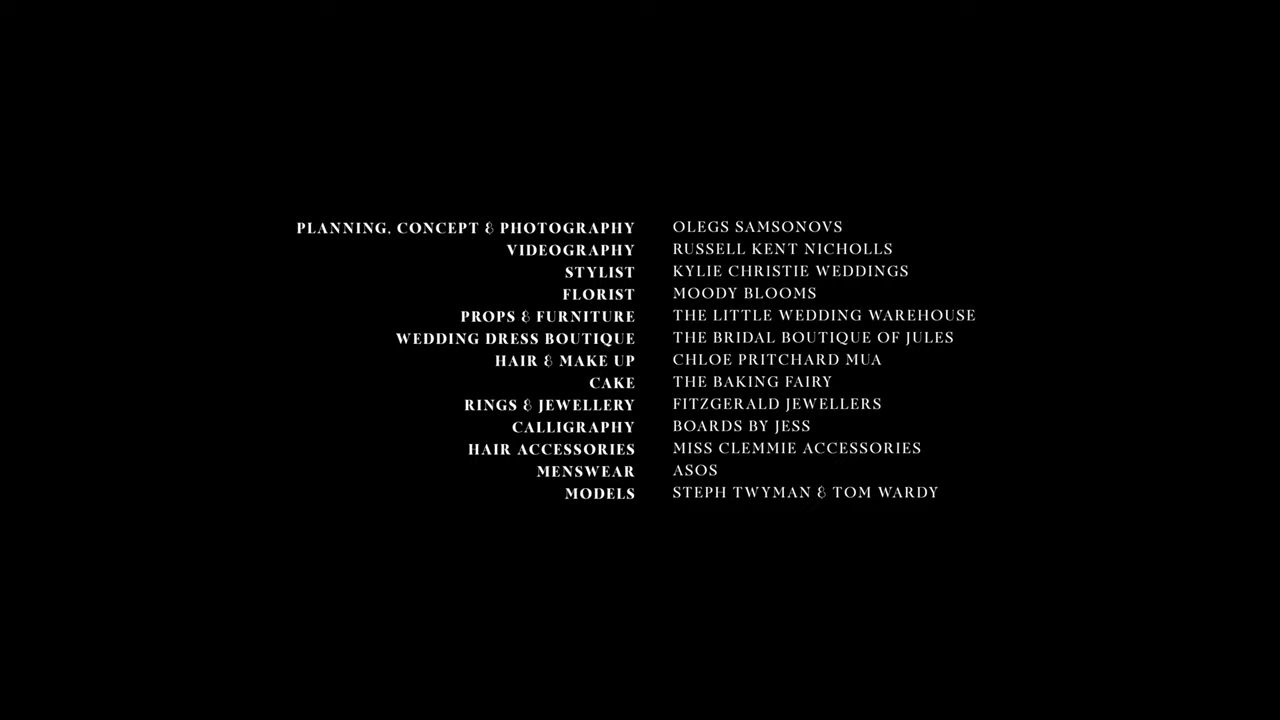 PLANNING, CONCEPT & PHOTOGRAPHY OLEGS SAMSONOVS
VIDEOGRAPHY RUSSELL KENT NICHOLLS
STYLIST KYLIE CHRISTIE WEDDINGS
FLORIST MOODY BLOOMS
PROPS & FURNITURE THE LITTLE WEDDING WAREHOUSE
WEDDING DRESS BOUTIQUE THE BRIDAL BOUTIQUE OF JULES
HAIR & MAKE UP CHLOE PRITCHARD MUA
CAKE THE BAKING FAIRY
RINGS & JEWELLERY FITZGERALD JEWELLERS
CALLIGRAPHY BOARDS BY JESS
HAIR ACCESSORIES MISS CLEMMIE ACCESSORIES
MENSWEAR ASOS
MODELS STEPH TWYMAN & TOM WARDY